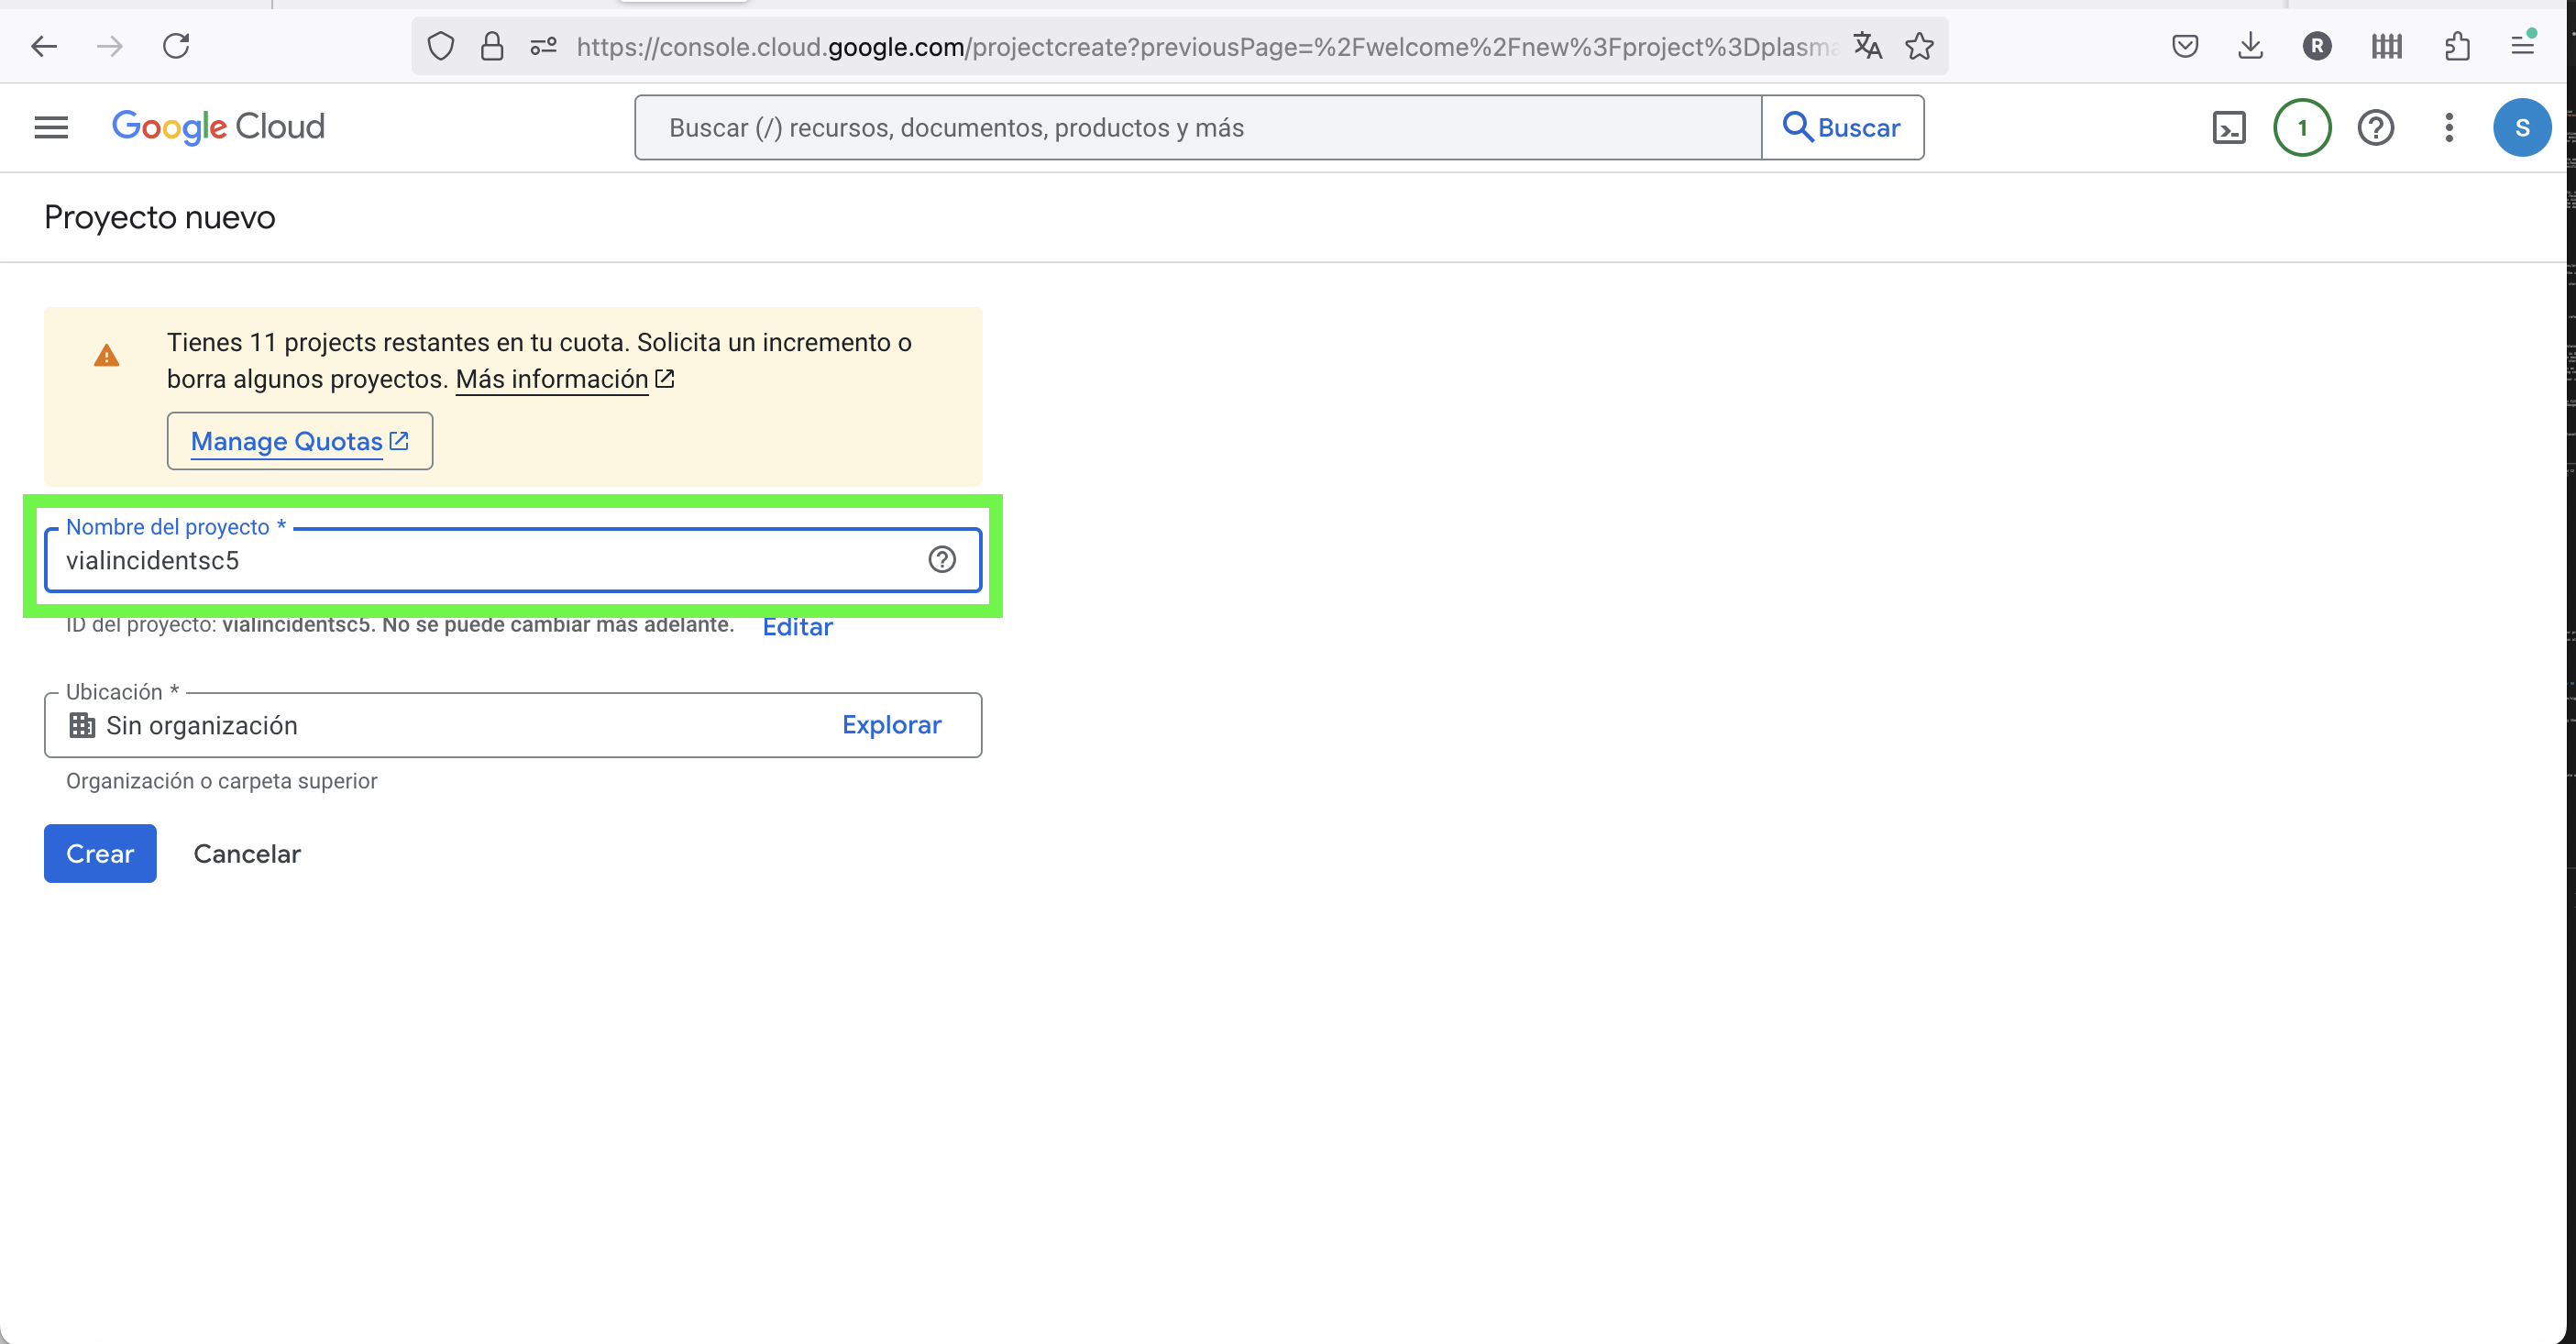 https://console.cloud.google.com/projectcreate?previousPage=%2Fwelcome%2Fnew%3Fproject%3Dplasma
R
Google Cloud
Buscar (/) recursos, documentos, productos y más
Buscar
1
S
Proyecto nuevo
Tienes 11 projects restantes en tu cuota. Solicita un incremento o
borra algunos proyectos. Más información
Manage Quotas
Nombre del proyecto *
vialincidentsc5
ID del proyecto: vialincidentsc5. No se puede cambiar más adelante. Editar
Ubicación *
Sin organización Explorar
Organización o carpeta superior
Crear Cancelar